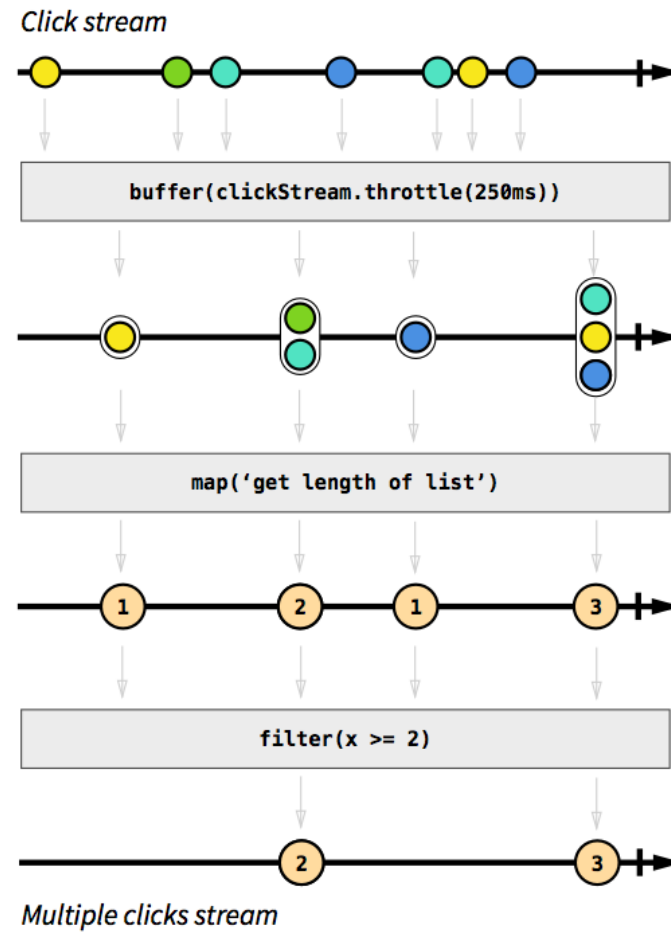 Click stream
buffer(clickStream.throttle(250ms))
map(‘get length of list’)
1 2 1 3
filter(x >= 2)
2 3
Multiple clicks stream